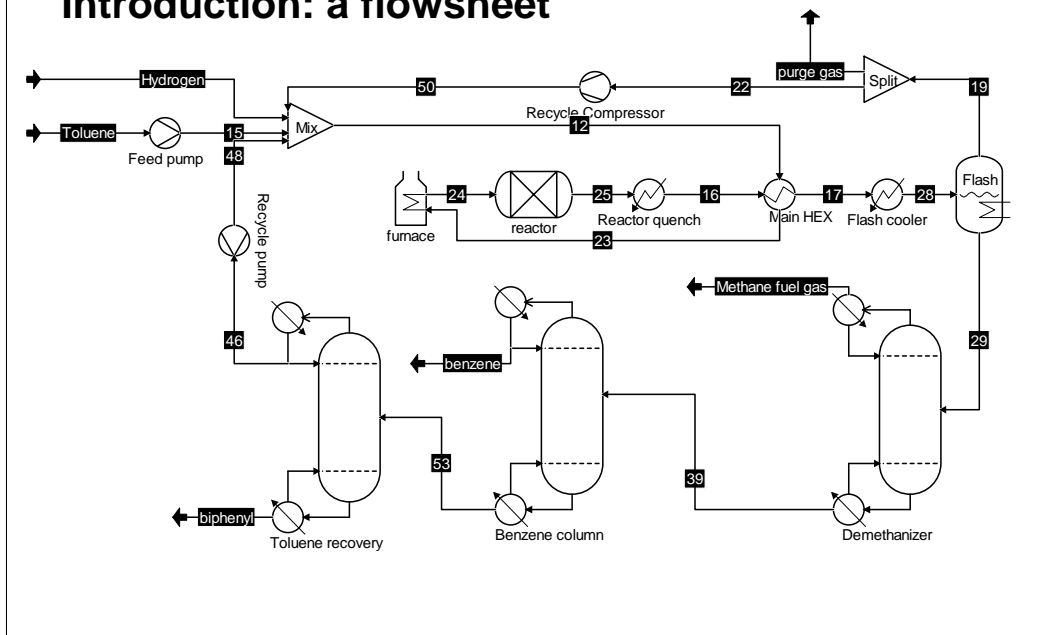 Introduction: a flowsheet
purge gas
Hydrogen
50
22
Split
19
Recycle Compressor
12
Toluene
15
Mix
Feed pump
48
Recycle pump
24
25
16
17
28
Flash
furnace
reactor
Reactor quench
Main HEX
Flash cooler
23
Methane fuel gas
46
benzene
29
53
39
biphenyl
Toluene recovery
Benzene column
Demethanizer